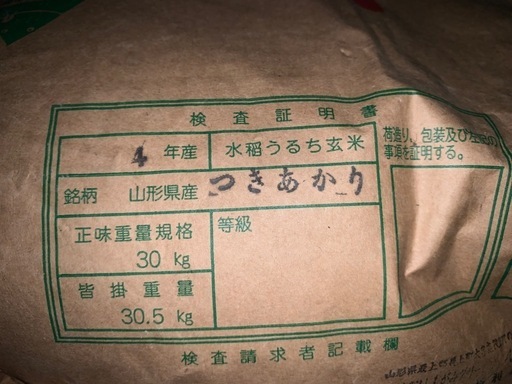 検査証明書
4 年産 水稲うるち玄米
銘柄 山形県産 つきあかり
正味重量規格
30 kg
皆掛重量
30.5 kg
等級
荷造り、包装及び左記の
事項を証明する。
検査請求者記載欄